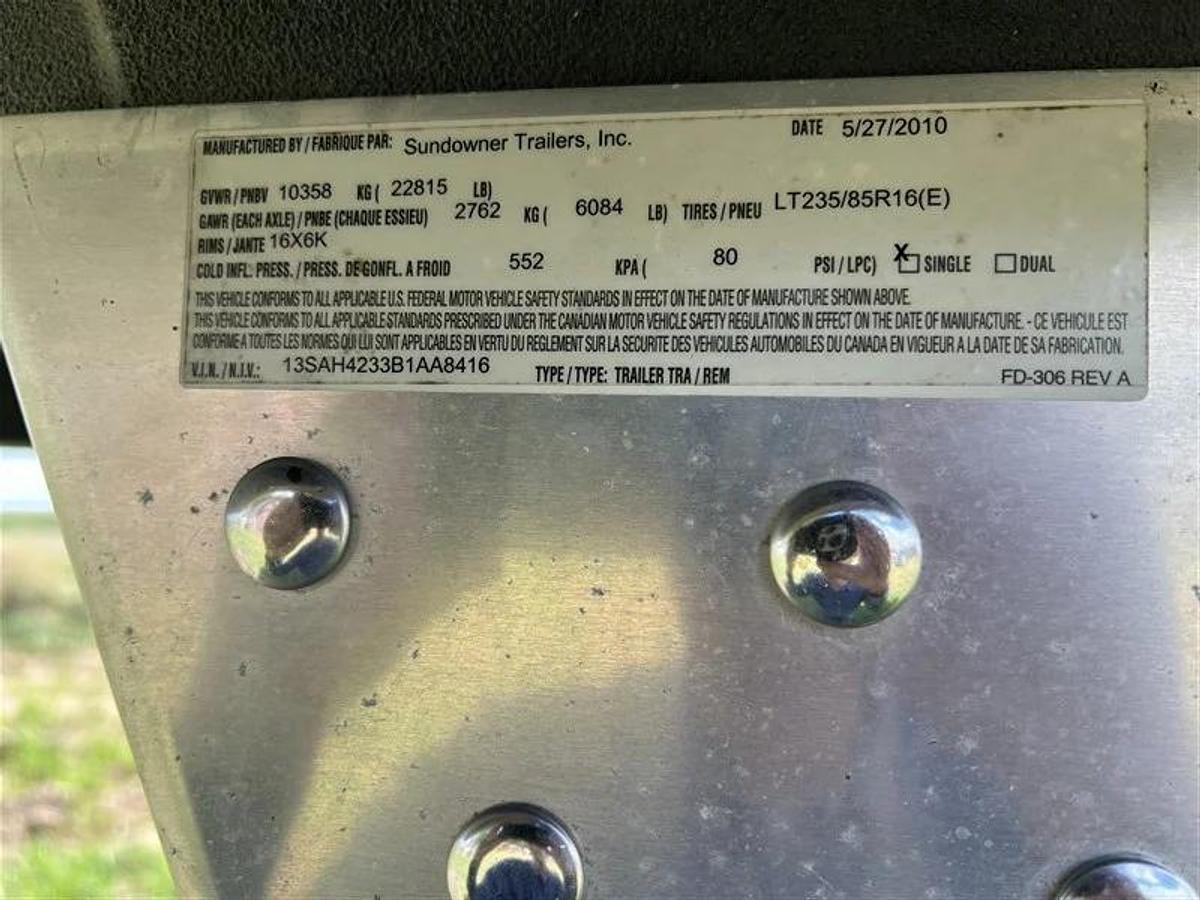 MANUFACTURED BY / FABRIQUE PAR: Sundowner Trailers, Inc. DATE 5/27/2010
GVWR / PNBV 10358 KG ( 22815 LB)
GAWR (EACH AXLE) / PNBE (CHAQUE ESSIEU) 2762 KG ( 6084 LB) TIRES / PNEU LT235/85R16(E)
RIMS / JANTE 16X6K
COLD INFL. PRESS. / PRESS. DE GONFL. A FROID 552 KPA ( 80 PSI / LPC) X SINGLE DUAL
THIS VEHICLE CONFORMS TO ALL APPLICABLE U.S. FEDERAL MOTOR VEHICLE SAFETY STANDARDS IN EFFECT ON THE DATE OF MANUFACTURE SHOWN ABOVE.
THIS VEHICLE CONFORMS TO ALL APPLICABLE STANDARDS PRESCRIBED UNDER THE CANADIAN MOTOR VEHICLE SAFETY REGULATIONS IN EFFECT ON THE DATE OF MANUFACTURE. - CE VEHICULE EST
CONFORME A TOUTES LES NORMES QUI LUI SONT APPLICABLES EN VERTU DU REGLEMENT SUR LA SECURITE DES VEHICULES AUTOMOBILES DU CANADA EN VIGUEUR A LA DATE DE SA FABRICATION.
V.I.N. / N.I.V.: 13SAH4233B1AA8416 TYPE / TYPE: TRAILER TRA / REM FD-306 REV A